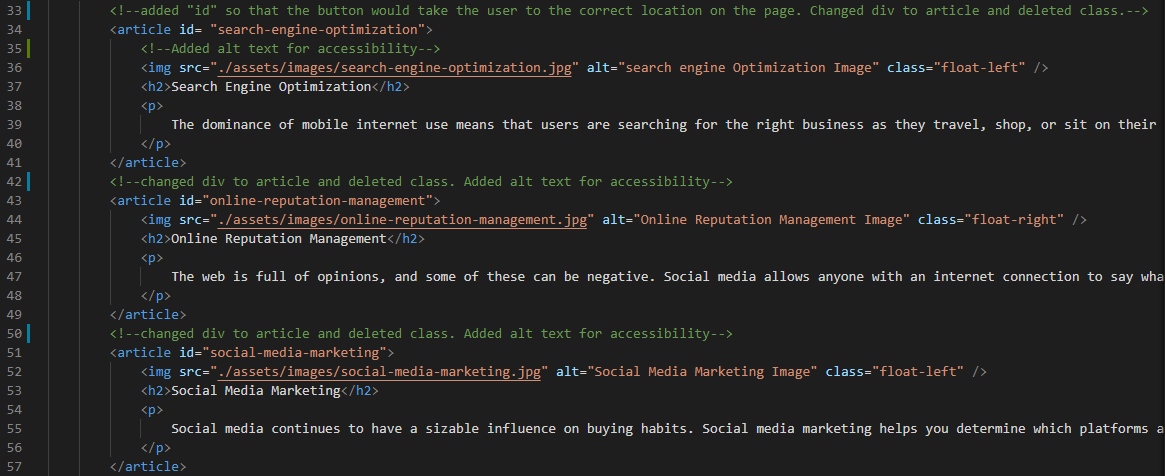 33 <!--added "id" so that the button would take the user to the correct location on the page. Changed div to article and deleted class.-->
34 <article id= "search-engine-optimization">
35 <!--Added alt text for accessibility-->
36 <img src="./assets/images/search-engine-optimization.jpg" alt="search engine Optimization Image" class="float-left" />
37 <h2>Search Engine Optimization</h2>
38 <p>
39 The dominance of mobile internet use means that users are searching for the right business as they travel, shop, or sit on their
40 </p>
41 </article>
42 <!--changed div to article and deleted class. Added alt text for accessibility-->
43 <article id="online-reputation-management">
44 <img src="./assets/images/online-reputation-management.jpg" alt="Online Reputation Management Image" class="float-right" />
45 <h2>Online Reputation Management</h2>
46 <p>
47 The web is full of opinions, and some of these can be negative. Social media allows anyone with an internet connection to say wha
48 </p>
49 </article>
50 <!--changed div to article and deleted class. Added alt text for accessibility-->
51 <article id="social-media-marketing">
52 <img src="./assets/images/social-media-marketing.jpg" alt="Social Media Marketing Image" class="float-left" />
53 <h2>Social Media Marketing</h2>
54 <p>
55 Social media continues to have a sizable influence on buying habits. Social media marketing helps you determine which platforms a
56 </p>
57 </article>